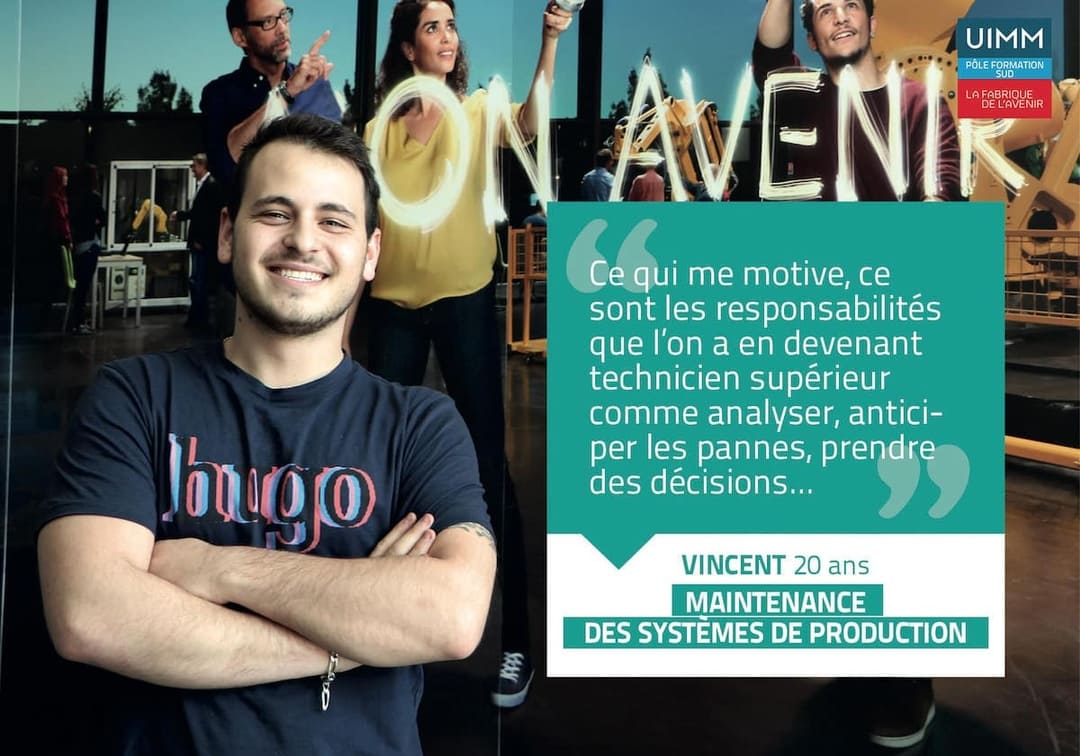 ON AVENIR
UIMM
PÔLE FORMATION
SUD
LA FABRIQUE
DE L'AVENIR
“
Ce qui me motive, ce
sont les responsabilités
que l'on a en devenant
technicien supérieur
comme analyser, antici-
per les pannes, prendre
des décisions...
”
hugo
VINCENT 20 ans
MAINTENANCE
DES SYSTÈMES DE PRODUCTION